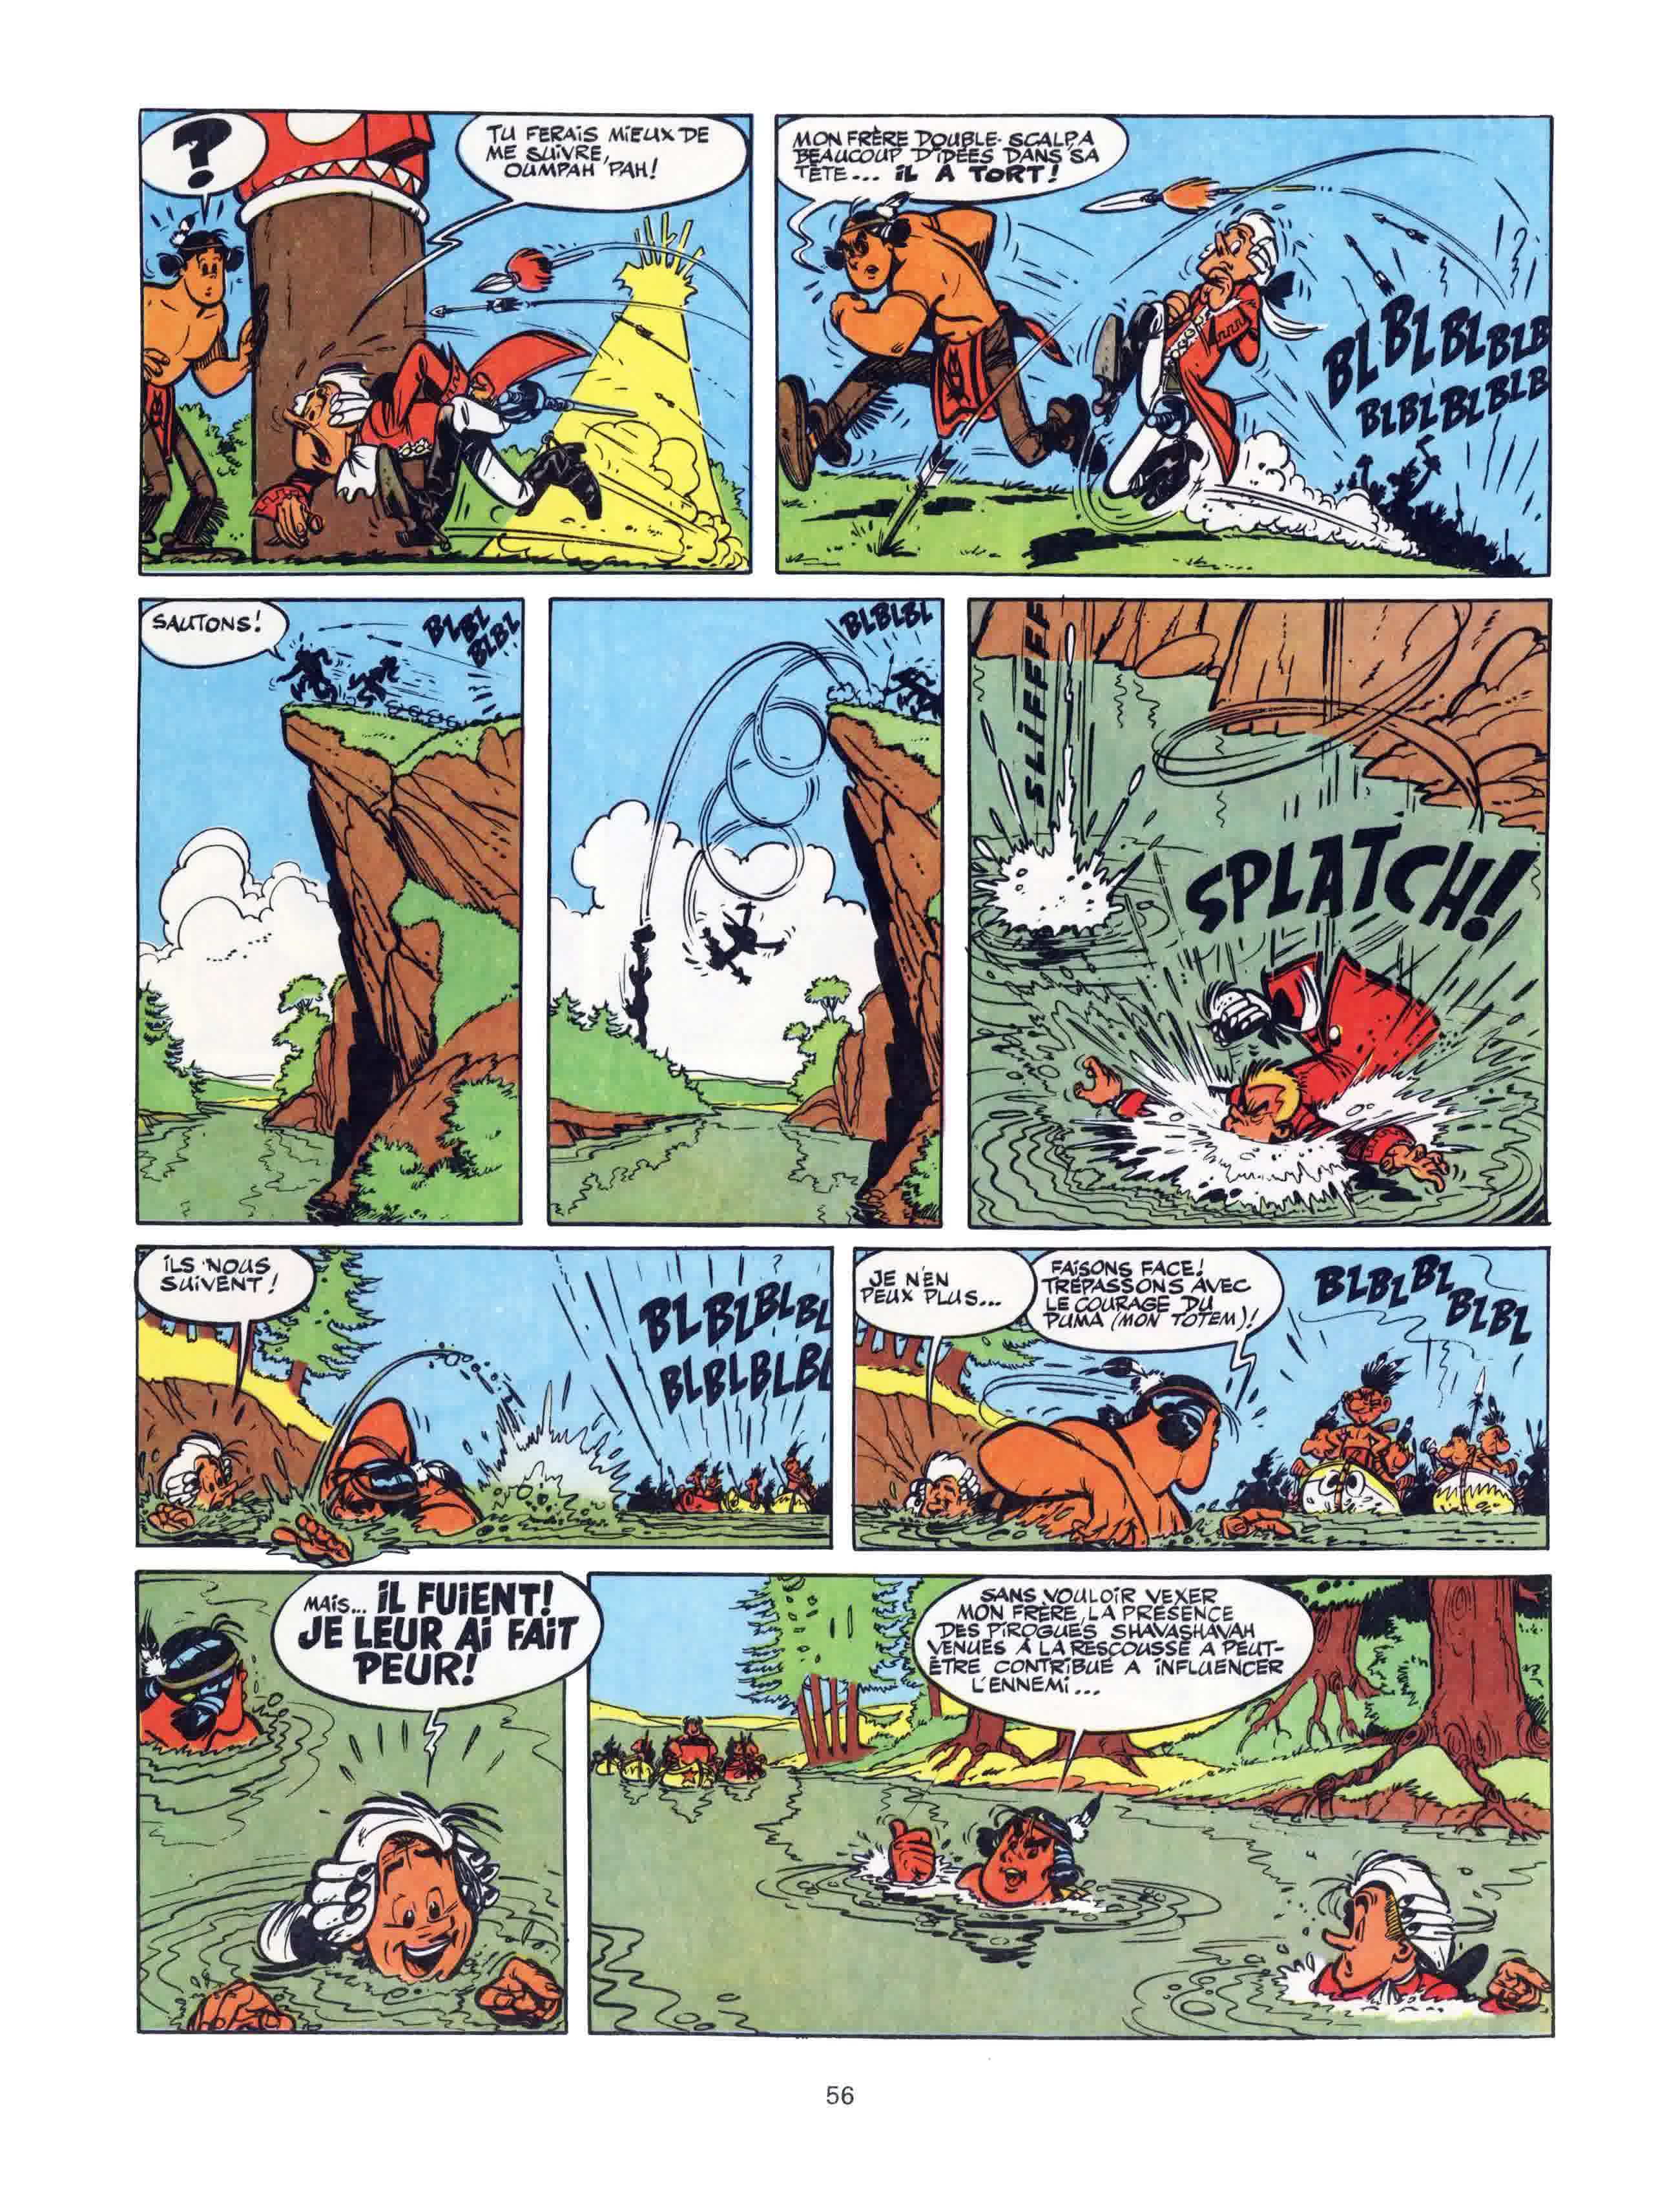 ?
TU FERAIS MIEUX DE
ME SUIVRE,
OUMPAH PAH!
MON FRÈRE DOUBLE-SCALP A
BEAUCOUP D'IDÉES DANS SA
TÊTE... IL A TORT!
BLBLBLBLB
BLBLBLBLB
SAUTONS!
BLBL
BLBL
BLBLBL
SLIFFFF
SPLATCH!
ILS NOUS
SUIVENT!
BLBLBLBL
BLBLBLBL
JE N'EN
PEUX PLUS...
FAISONS FACE!
TRÉPASSONS AVEC
LE COURAGE DU
PUMA (MON TOTEM)!
BLBLBL
BLBL
MAIS... IL FUIENT!
JE LEUR AI FAIT
PEUR!
SANS VOULOIR VEXER
MON FRÈRE, LA PRÉSENCE
DES PIROGUES SHAVASHAVAH
VENUES À LA RESCOUSSE A PEUT-
ÊTRE CONTRIBUÉ A INFLUENCER
L'ENNEMI...
56